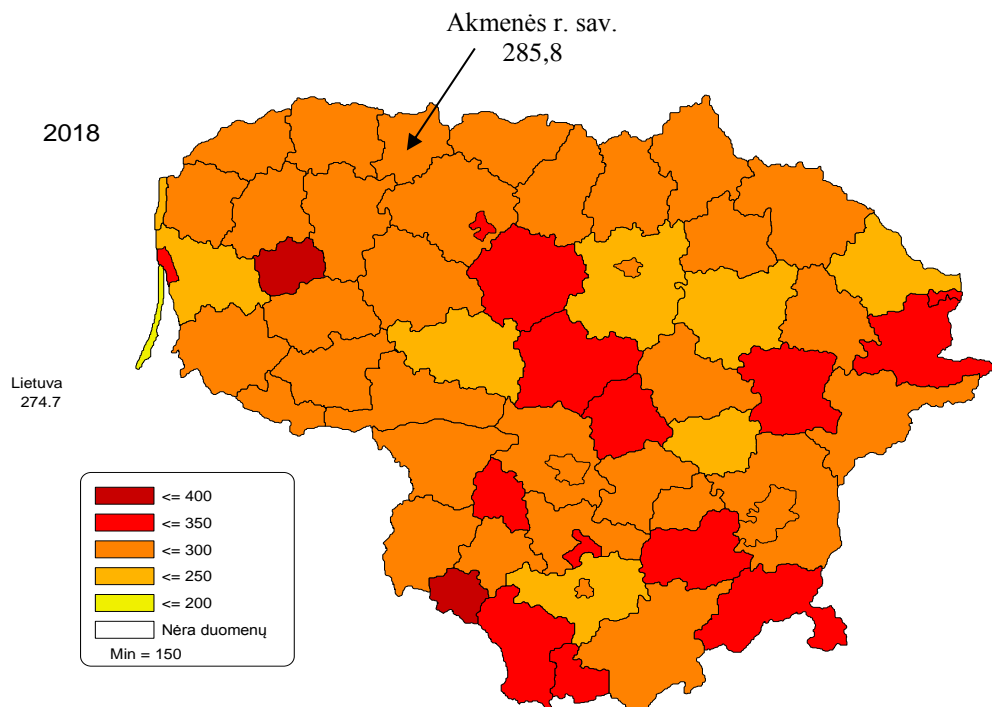 Akmenės r. sav.
285,8
2018
Lietuva
274.7
<= 400
<= 350
<= 300
<= 250
<= 200
Nėra duomenų
Min = 150